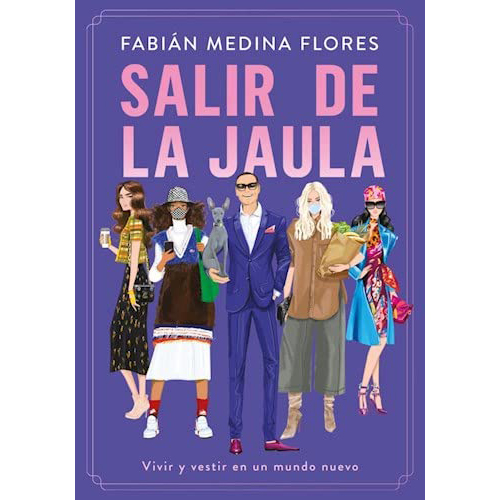 FABIÁN MEDINA FLORES
SALIR DE
LA JAULA
Vivir y vestir en un mundo nuevo